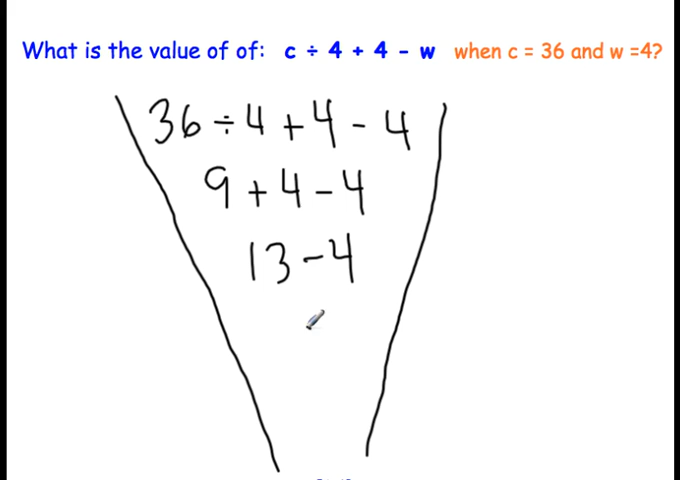 What is the value of of: c ÷ 4 + 4 - w when c = 36 and w =4?
36 ÷ 4 + 4 - 4
9 + 4 - 4
13 - 4